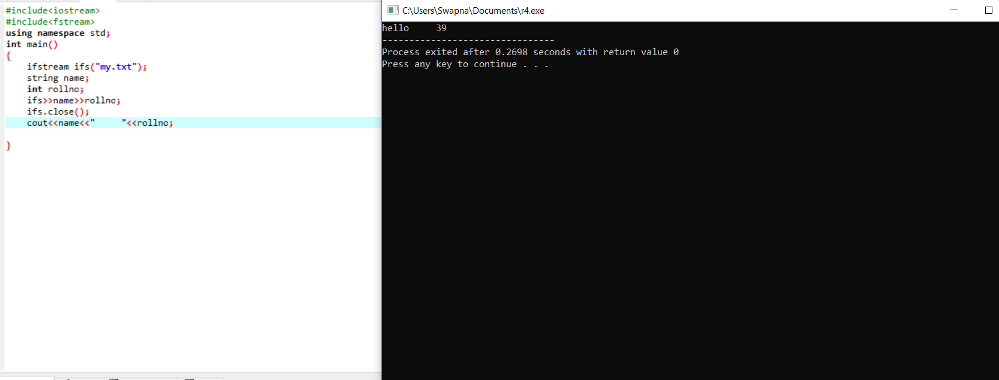 #include<iostream>
#include<fstream>
using namespace std;
int main()
{
    ifstream ifs("my.txt");
    string name;
    int rollno;
    ifs>>name>>rollno;
    ifs.close();
    cout<<name<<"     "<<rollno;
}
C:\Users\Swapna\Documents\r4.exe
hello     39
--------------------------------
Process exited after 0.2698 seconds with return value 0
Press any key to continue . . .